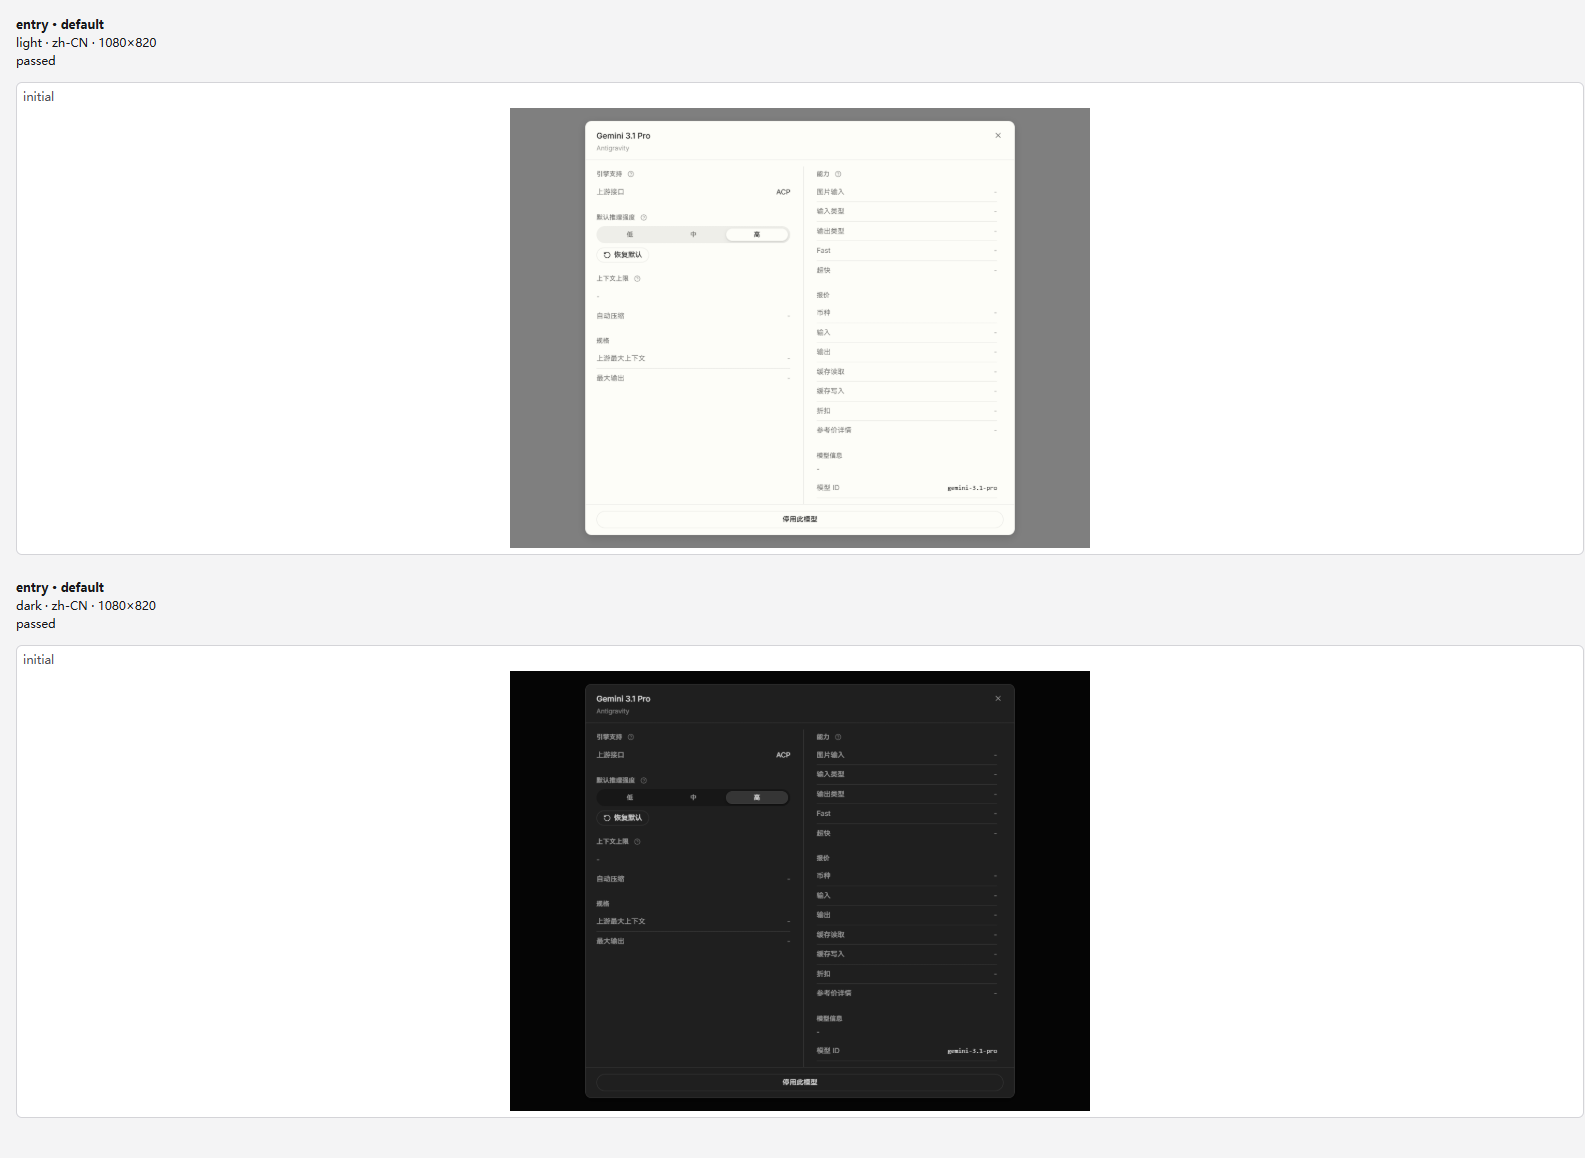 entry • default
light · zh-CN · 1080×820
passed
initial
Gemini 3.1 Pro
Antigravity
引擎支持
上游接口 ACP
默认推理强度
低 中 高
恢复默认
上下文上限
-
自动压缩 -
规格
上游最大上下文 -
最大输出 -
能力
图片输入 -
输入类型 -
输出类型 -
Fast -
超快 -
报价
币种 -
输入 -
输出 -
缓存读取 -
缓存写入 -
折扣 -
参考价详情 -
模型信息
-
模型 ID gemini-3.1-pro
停用此模型
entry • default
dark · zh-CN · 1080×820
passed
initial
Gemini 3.1 Pro
Antigravity
引擎支持
上游接口 ACP
默认推理强度
低 中 高
恢复默认
上下文上限
-
自动压缩 -
规格
上游最大上下文 -
最大输出 -
能力
图片输入 -
输入类型 -
输出类型 -
Fast -
超快 -
报价
币种 -
输入 -
输出 -
缓存读取 -
缓存写入 -
折扣 -
参考价详情 -
模型信息
-
模型 ID gemini-3.1-pro
停用此模型